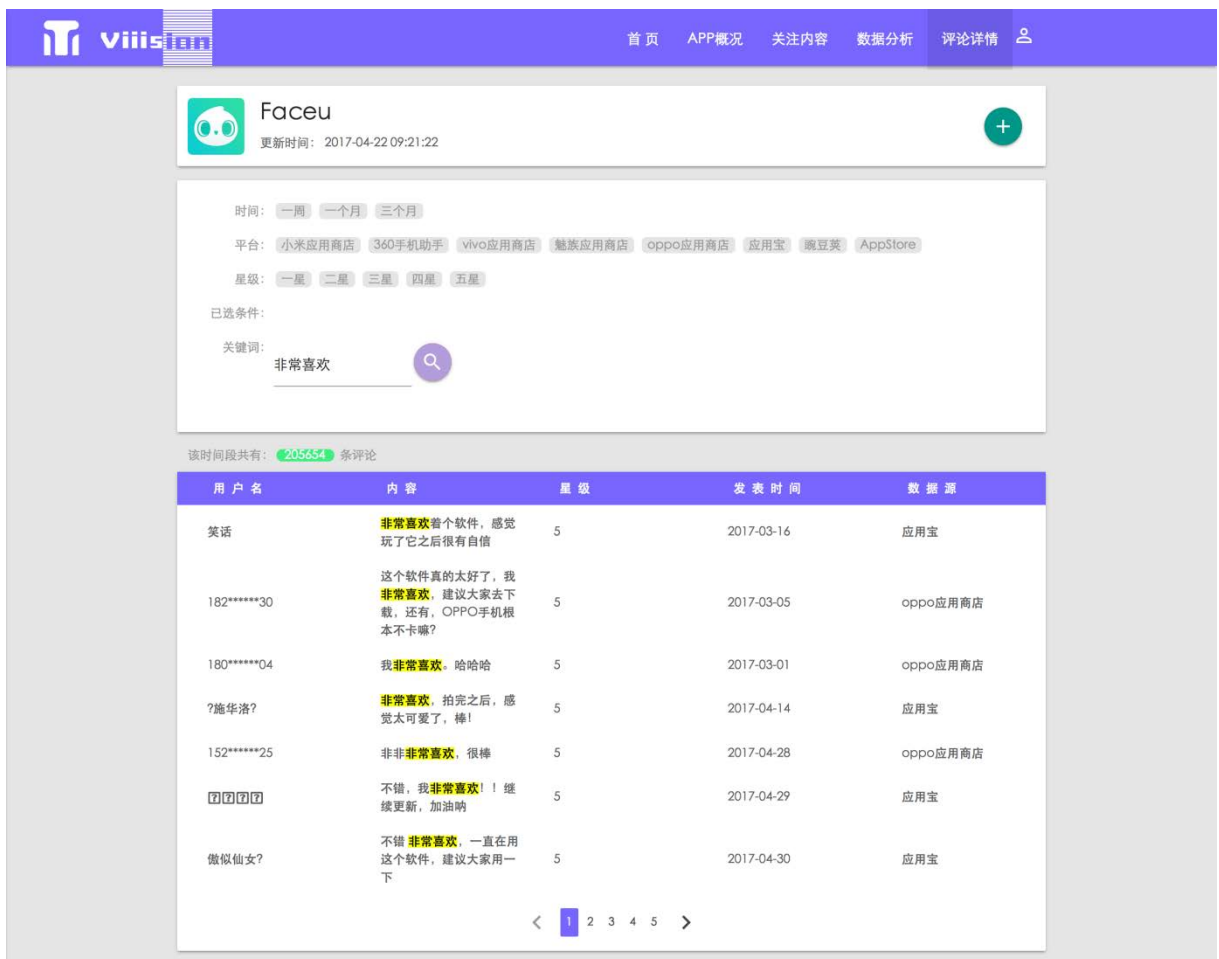 Viiision
首 页 APP概况 关注内容 数据分析 评论详情
Faceu
更新时间： 2017-04-22 09:21:22
时间： 一周 一个月 三个月
平台： 小米应用商店 360手机助手 vivo应用商店 魅族应用商店 oppo应用商店 应用宝 豌豆荚 AppStore
星级： 一星 二星 三星 四星 五星
已选条件：
关键词：
非常喜欢
该时间段共有： 205654 条评论
用 户 名 内 容 星 级 发 表 时 间 数 据 源
笑话
非常喜欢着个软件，感觉
玩了它之后很有自信
5 2017-03-16 应用宝
182******30
这个软件真的太好了，我
非常喜欢，建议大家去下
载，还有，OPPO手机根
本不卡嘛？
5 2017-03-05 oppo应用商店
180******04 我非常喜欢。哈哈哈 5 2017-03-01 oppo应用商店
?施华洛?
非常喜欢，拍完之后，感
觉太可爱了，棒！
5 2017-04-14 应用宝
152******25 非非非常喜欢，很棒 5 2017-04-28 oppo应用商店
不错，我非常喜欢！！继
续更新，加油呐
5 2017-04-29 应用宝
傲似仙女?
不错 非常喜欢，一直在用
这个软件，建议大家用一
下
5 2017-04-30 应用宝
1 2 3 4 5